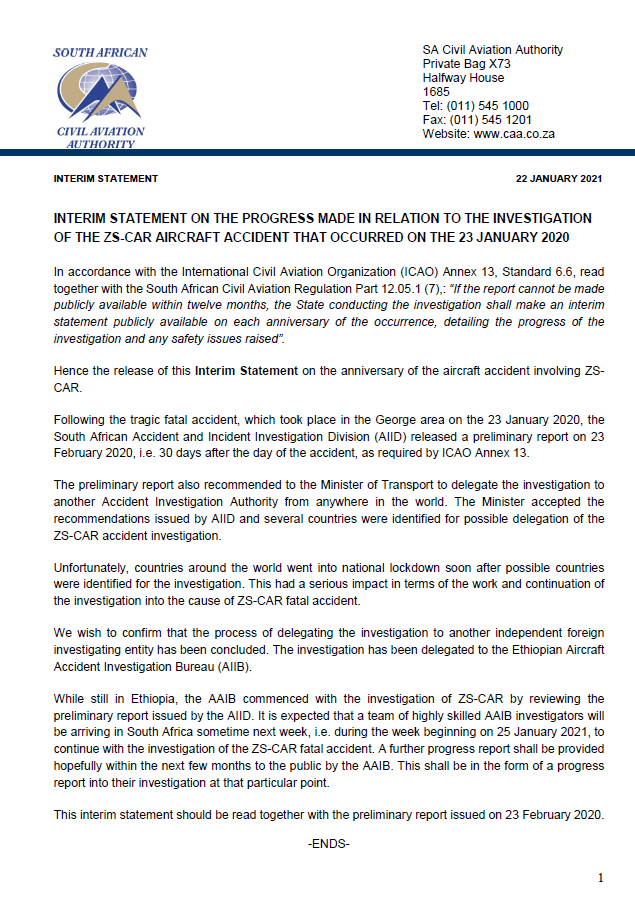 SOUTH AFRICAN
CIVIL AVIATION
AUTHORITY
SA Civil Aviation Authority
Private Bag X73
Halfway House
1685
Tel: (011) 545 1000
Fax: (011) 545 1201
Website: www.caa.co.za
INTERIM STATEMENT 22 JANUARY 2021
INTERIM STATEMENT ON THE PROGRESS MADE IN RELATION TO THE INVESTIGATION
OF THE ZS-CAR AIRCRAFT ACCIDENT THAT OCCURRED ON THE 23 JANUARY 2020
In accordance with the International Civil Aviation Organization (ICAO) Annex 13, Standard 6.6, read
together with the South African Civil Aviation Regulation Part 12.05.1 (7),: “If the report cannot be made
publicly available within twelve months, the State conducting the investigation shall make an interim
statement publicly available on each anniversary of the occurrence, detailing the progress of the
investigation and any safety issues raised”.
Hence the release of this Interim Statement on the anniversary of the aircraft accident involving ZS-
CAR.
Following the tragic fatal accident, which took place in the George area on the 23 January 2020, the
South African Accident and Incident Investigation Division (AIID) released a preliminary report on 23
February 2020, i.e. 30 days after the day of the accident, as required by ICAO Annex 13.
The preliminary report also recommended to the Minister of Transport to delegate the investigation to
another Accident Investigation Authority from anywhere in the world. The Minister accepted the
recommendations issued by AIID and several countries were identified for possible delegation of the
ZS-CAR accident investigation.
Unfortunately, countries around the world went into national lockdown soon after possible countries
were identified for the investigation. This had a serious impact in terms of the work and continuation of
the investigation into the cause of ZS-CAR fatal accident.
We wish to confirm that the process of delegating the investigation to another independent foreign
investigating entity has been concluded. The investigation has been delegated to the Ethiopian Aircraft
Accident Investigation Bureau (AIIB).
While still in Ethiopia, the AAIB commenced with the investigation of ZS-CAR by reviewing the
preliminary report issued by the AIID. It is expected that a team of highly skilled AAIB investigators will
be arriving in South Africa sometime next week, i.e. during the week beginning on 25 January 2021, to
continue with the investigation of the ZS-CAR fatal accident. A further progress report shall be provided
hopefully within the next few months to the public by the AAIB. This shall be in the form of a progress
report into their investigation at that particular point.
This interim statement should be read together with the preliminary report issued on 23 February 2020.
-ENDS-
1